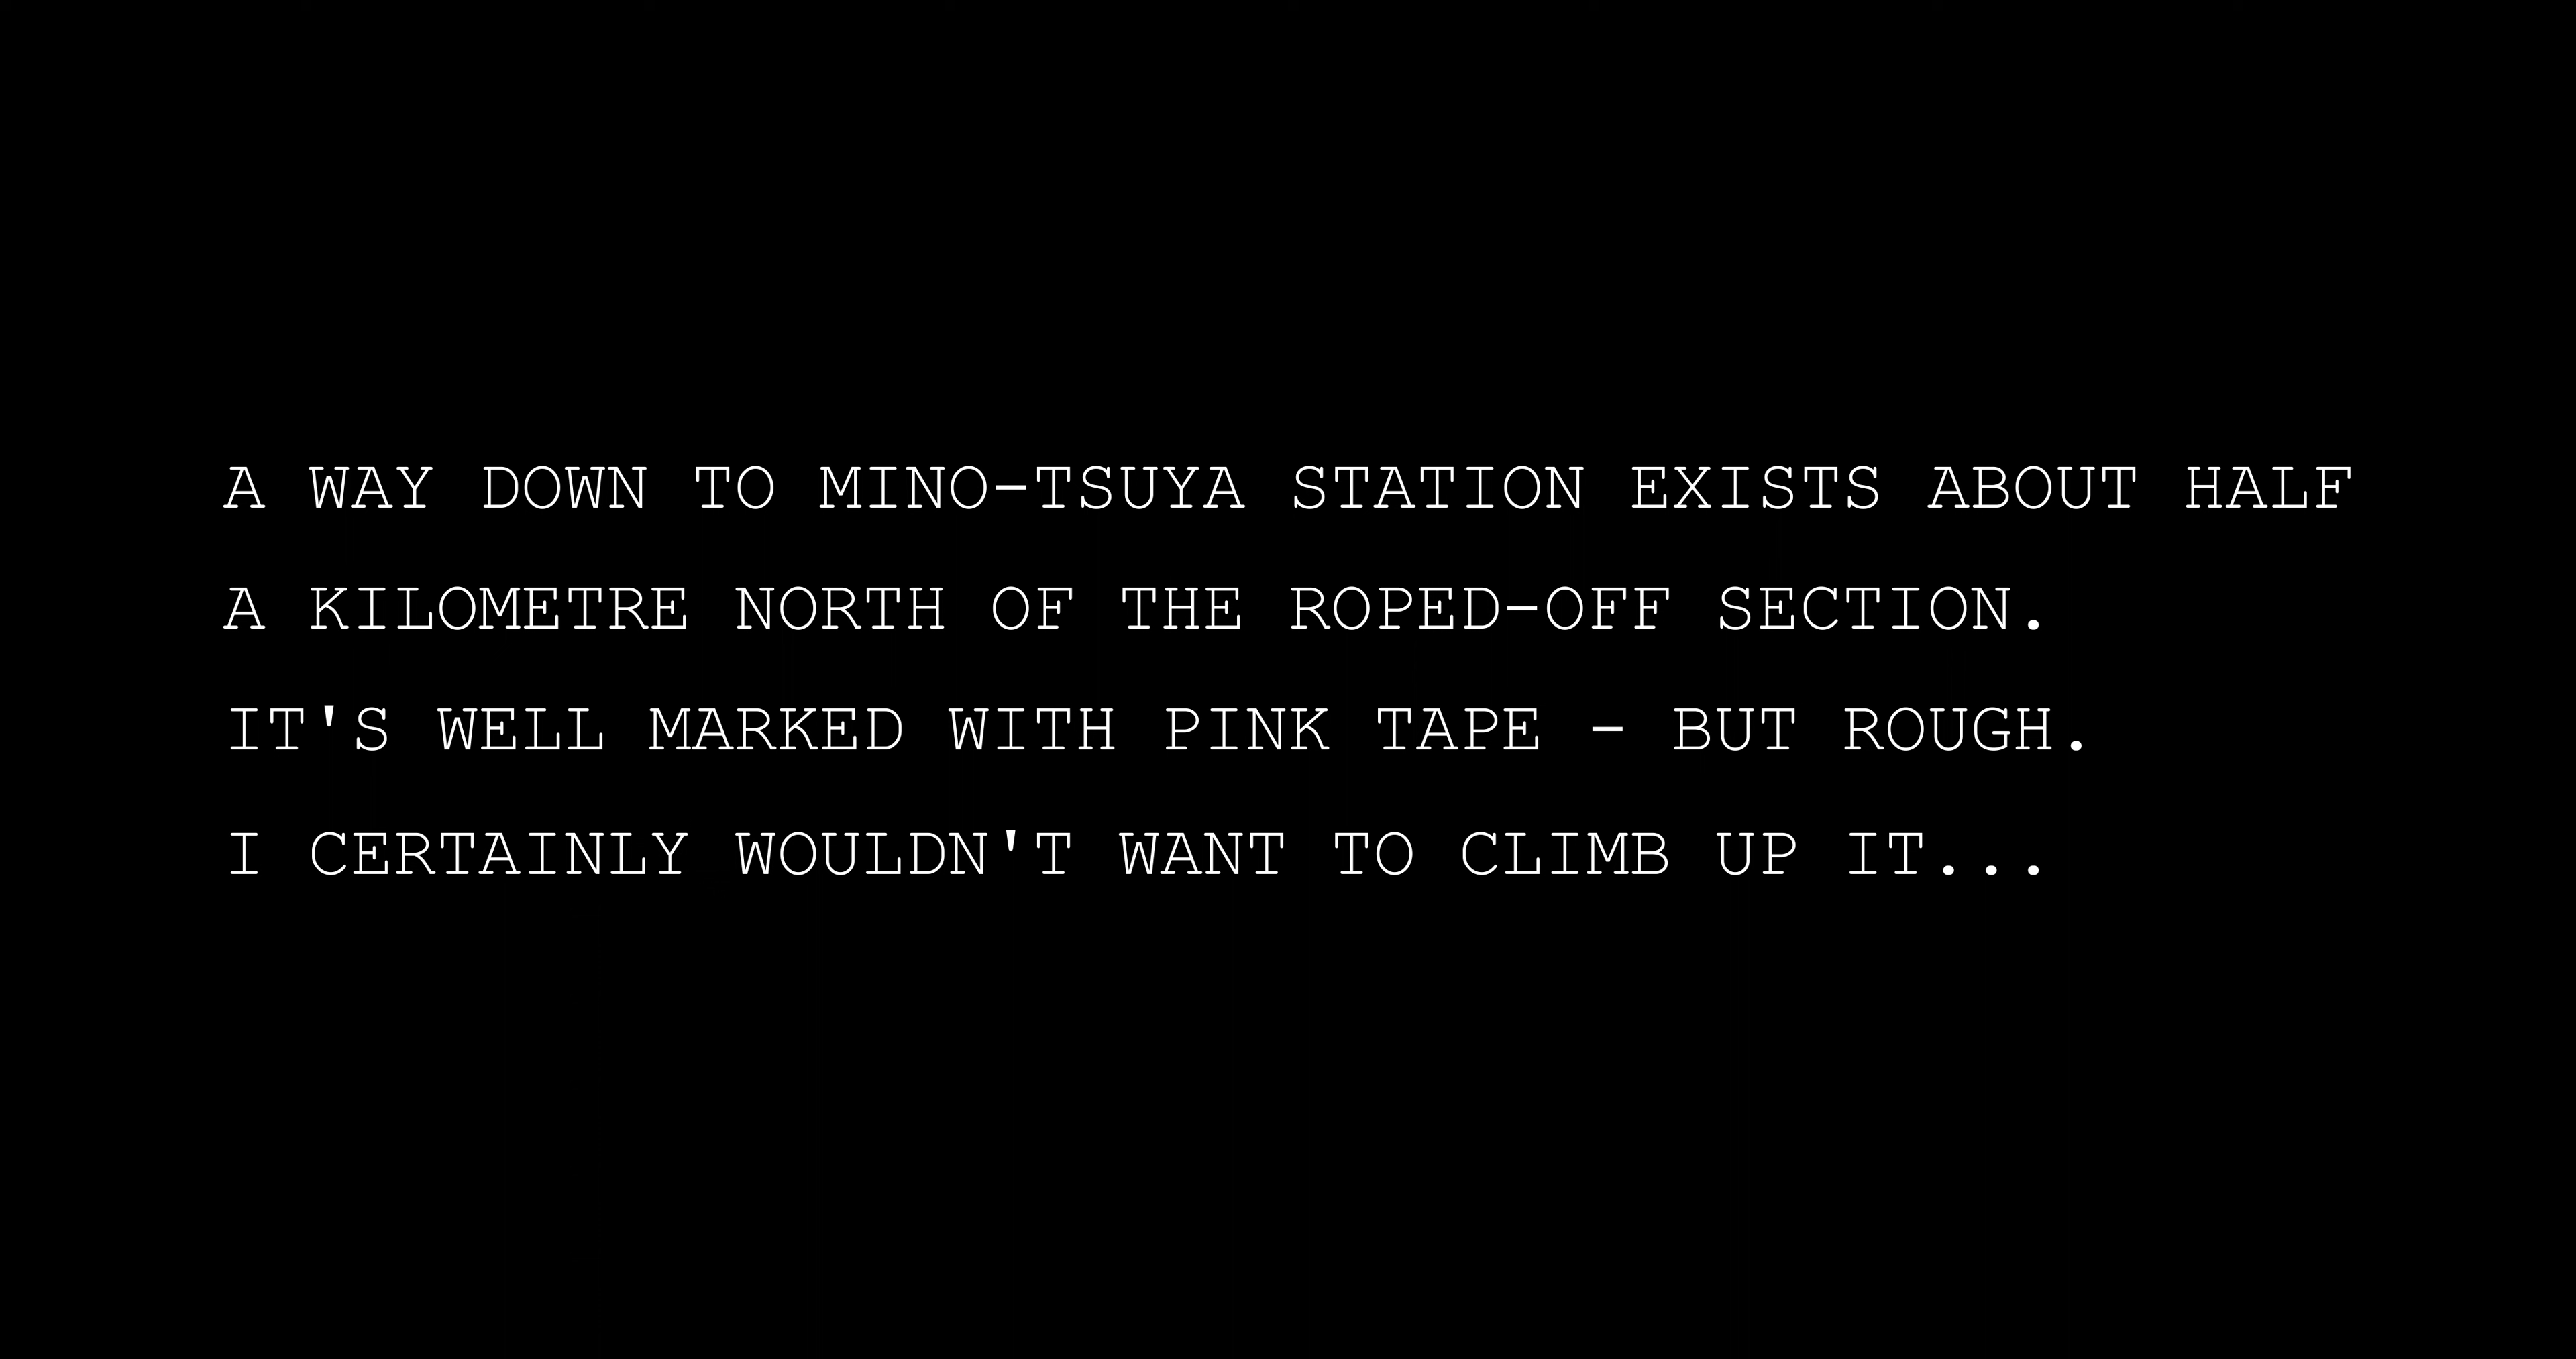 A WAY DOWN TO MINO-TSUYA STATION EXISTS ABOUT HALF
A KILOMETRE NORTH OF THE ROPED-OFF SECTION.
IT'S WELL MARKED WITH PINK TAPE - BUT ROUGH.
I CERTAINLY WOULDN'T WANT TO CLIMB UP IT...